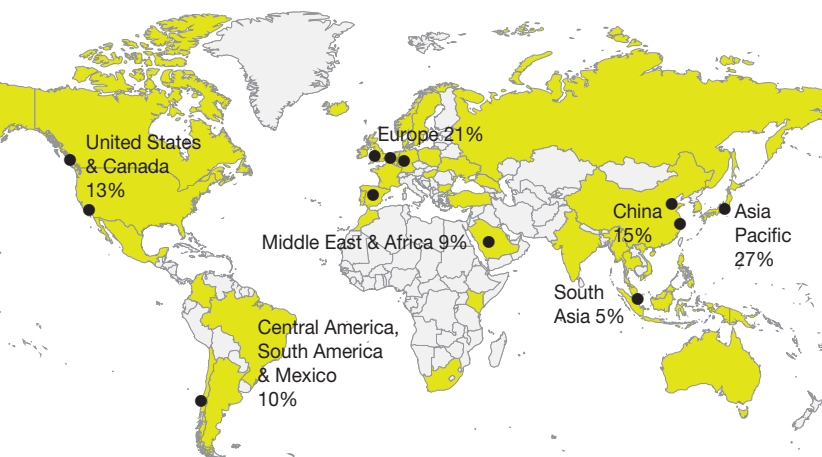 United States
& Canada
13%
Europe 21%
Middle East & Africa 9%
China
15%
Asia
Pacific
27%
South
Asia 5%
Central America,
South America
& Mexico
10%